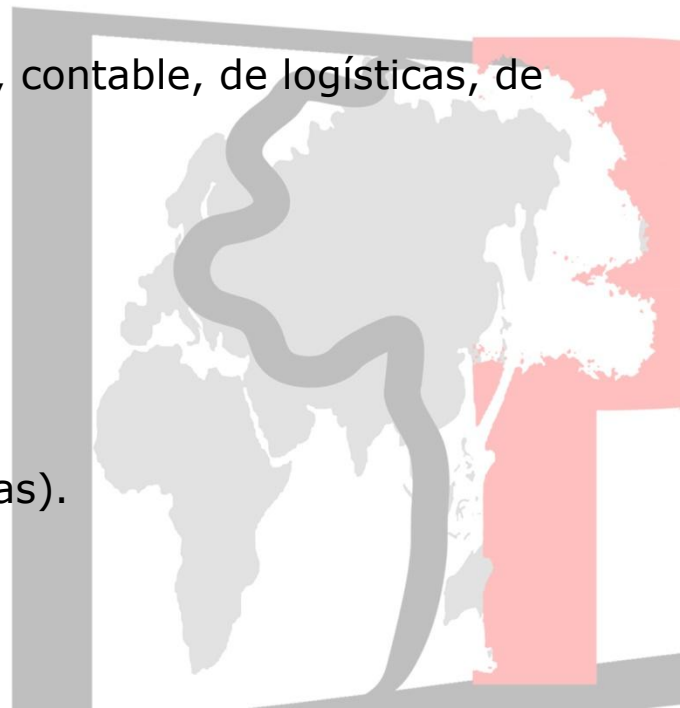 , contable, de logísticas, de
as).